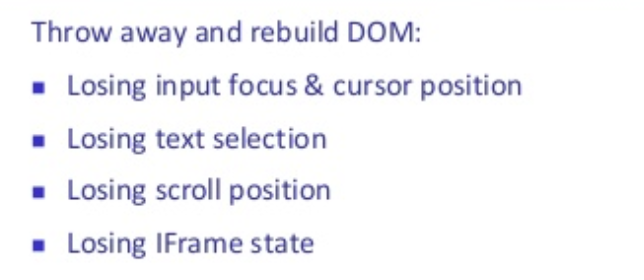 Throw away and rebuild DOM:
▪ Losing input focus & cursor position
▪ Losing text selection
▪ Losing scroll position
▪ Losing IFrame state